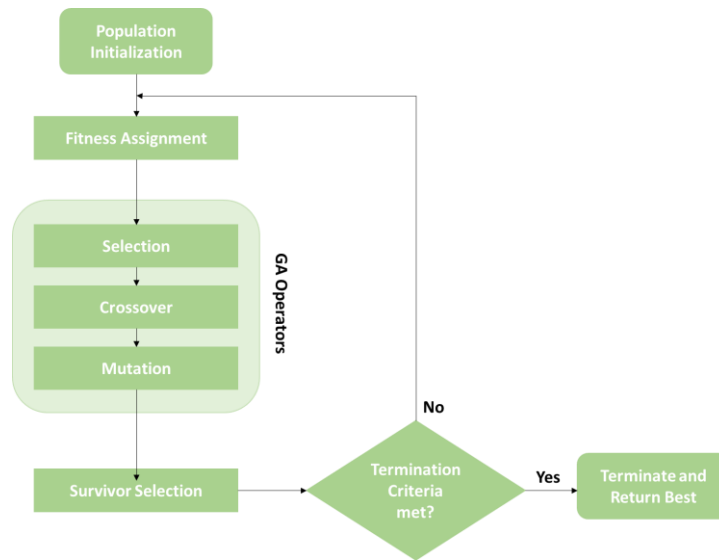 Population
Initialization
Fitness Assignment
Selection
Crossover
Mutation
GA Operators
Survivor Selection
Termination
Criteria
met?
No
Yes
Terminate and
Return Best